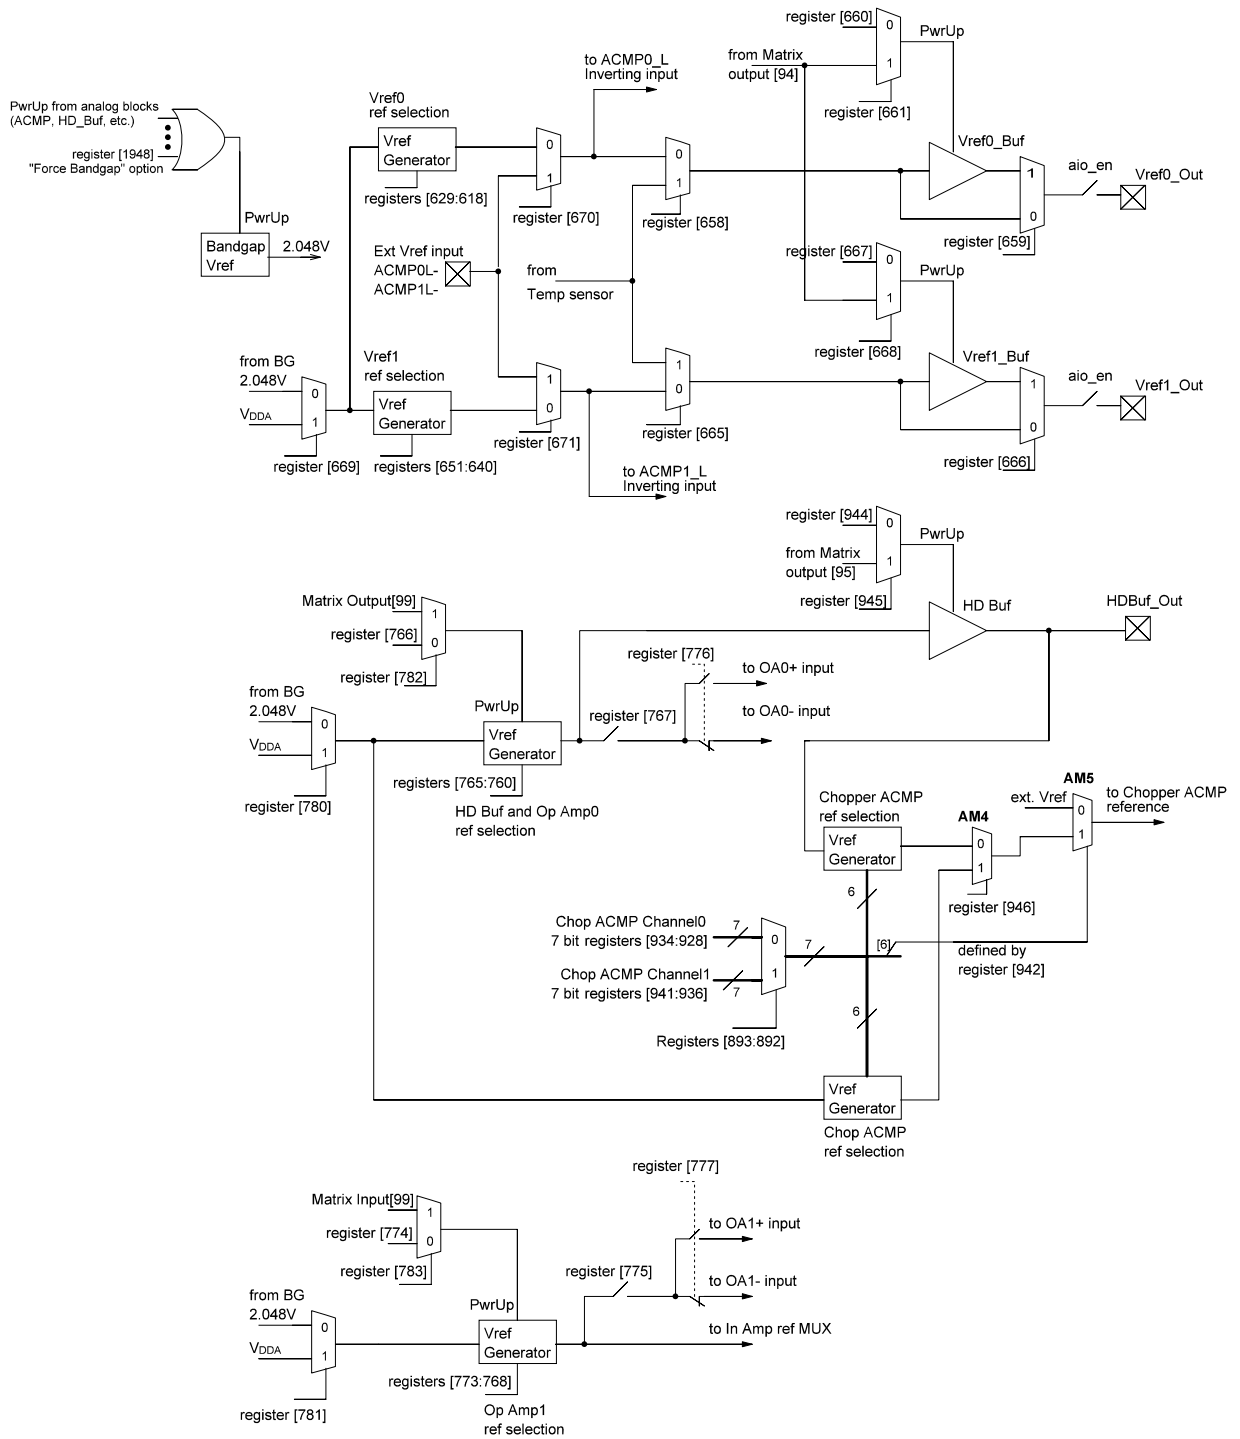 register [660]
0
PwrUp
from Matrix
output [94]
1
register [661]
to ACMP0_L
Inverting input
PwrUp from analog blocks
(ACMP, HD_Buf, etc.)
register [1948]
"Force Bandgap" option
PwrUp
Bandgap
Vref
2.048V
Vref0
ref selection
Vref
Generator
registers [629:618]
0
1
register [670]
0
1
register [658]
Vref0_Buf
1
0
register [659]
aio_en
Vref0_Out
Ext Vref input
ACMP0L-
ACMP1L-
from
Temp sensor
register [667]
0
1
PwrUp
register [668]
from BG
2.048V
VDDA
0
1
register [669]
Vref1
ref selection
Vref
Generator
registers [651:640]
1
0
register [671]
1
0
register [665]
Vref1_Buf
1
0
register [666]
aio_en
Vref1_Out
to ACMP1_L
Inverting input
register [944]
0
PwrUp
from Matrix
output [95]
1
register [945]
HD Buf
HDBuf_Out
Matrix Output[99]
1
register [766]
0
register [782]
PwrUp
from BG
2.048V
VDDA
0
1
register [780]
Vref
Generator
registers [765:760]
HD Buf and Op Amp0
ref selection
register [767]
register [776]
to OA0+ input
to OA0- input
Chopper ACMP
ref selection
Vref
Generator
AM4
0
1
register [946]
AM5
ext. Vref
0
1
to Chopper ACMP
reference
6
Chop ACMP Channel0
7 bit registers [934:928]
7
0
Chop ACMP Channel1
7 bit registers [941:936]
7
1
7
[6]
defined by
register [942]
Registers [893:892]
6
Vref
Generator
Chop ACMP
ref selection
register [777]
Matrix Input[99]
1
register [774]
0
register [783]
PwrUp
from BG
2.048V
VDDA
0
1
register [781]
Vref
Generator
registers [773:768]
Op Amp1
ref selection
register [775]
to OA1+ input
to OA1- input
to In Amp ref MUX